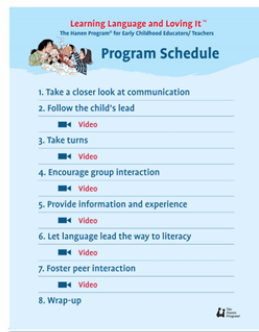 Learning Language and Loving It™
The Hanen Program® for Early Childhood Educators/ Teachers
Program Schedule
1. Take a closer look at communication
2. Follow the child's lead
Video
3. Take turns
Video
4. Encourage group interaction
Video
5. Provide information and experience
Video
6. Let language lead the way to literacy
Video
7. Foster peer interaction
Video
8. Wrap-up
The
Hanen
Program®